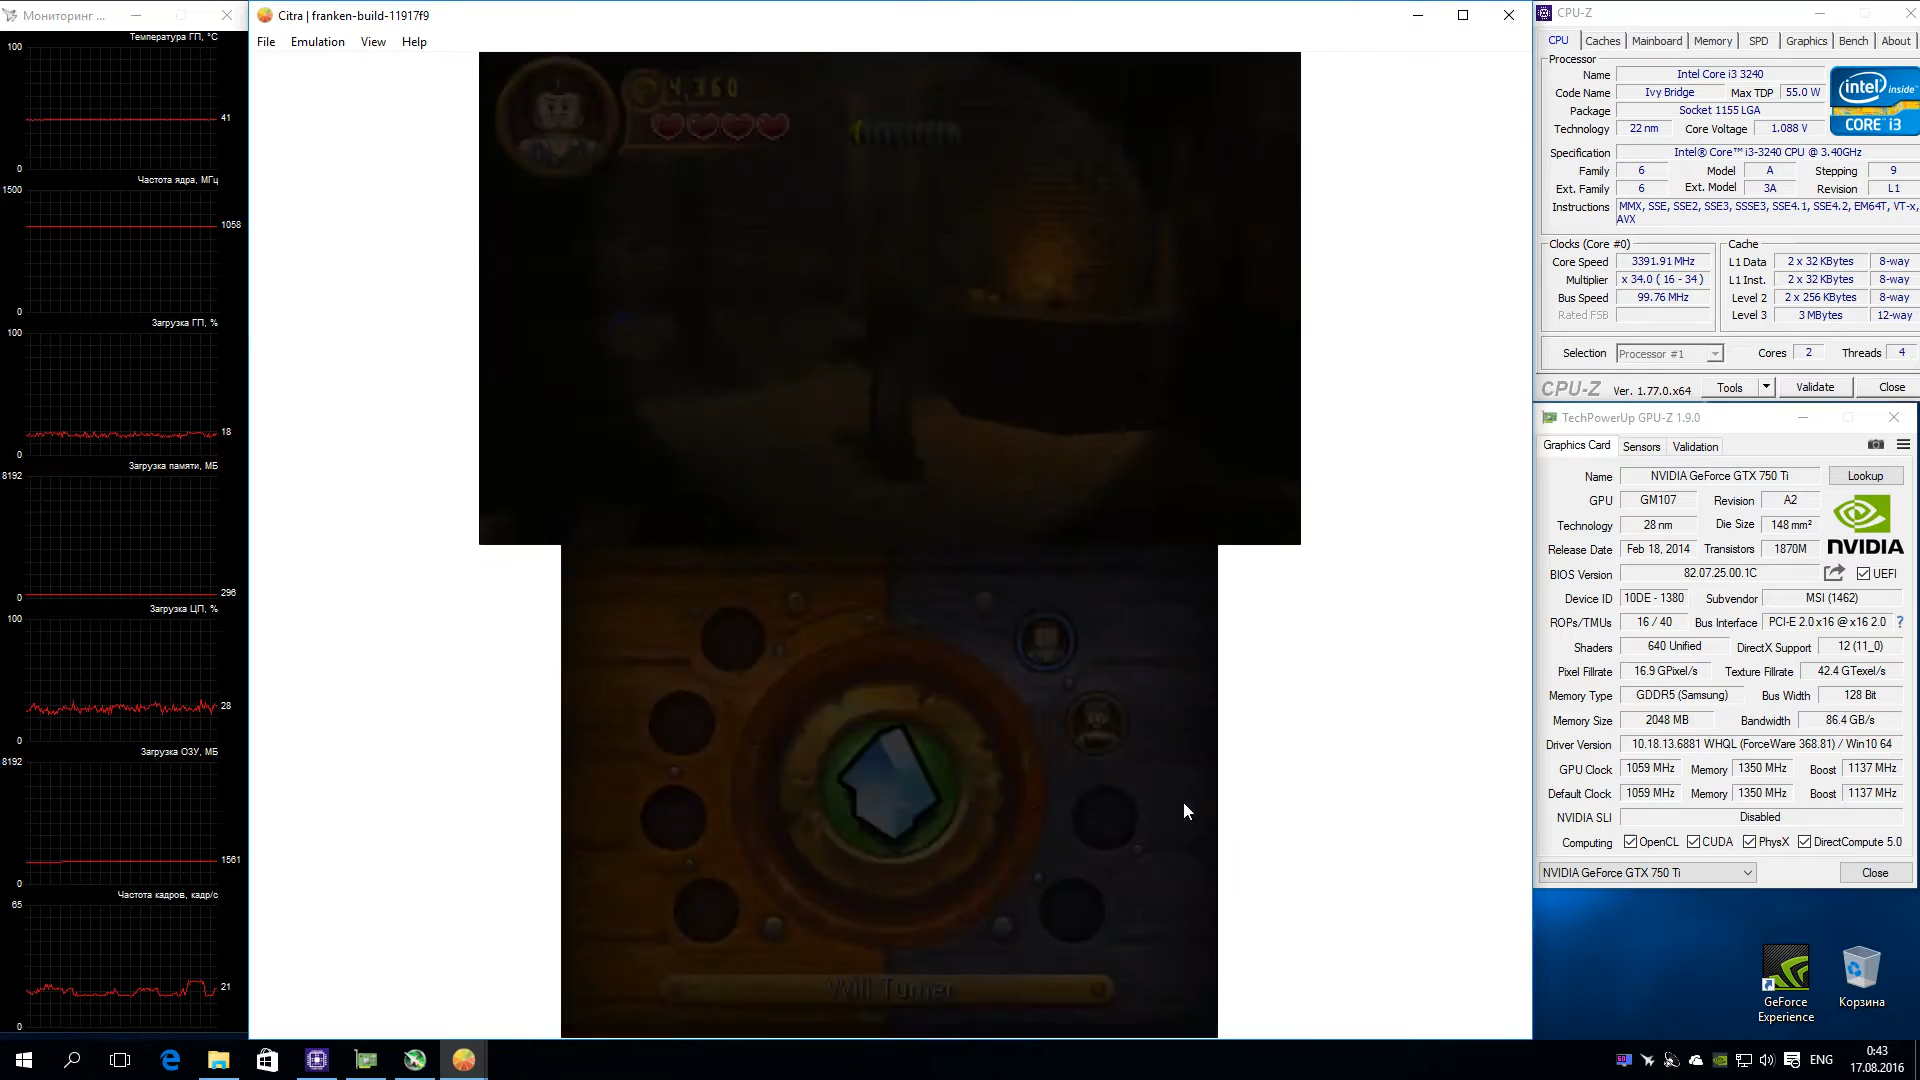 Мониторинг ...
Температура ГП, °C
100
41
0
Частота ядра, МГц
1500
1058
0
Загрузка ГП, %
100
18
0
Загрузка памяти, МБ
8192
296
0
Загрузка ЦП, %
100
28
0
Загрузка ОЗУ, МБ
8192
1561
0
Частота кадров, кадр/с
65
21
0
Citra | franken-build-11917f9
File Emulation View Help
4,360
Will Turner
CPU-Z
CPU Caches Mainboard Memory SPD Graphics Bench About
Processor
Name Intel Core i3 3240
Code Name Ivy Bridge Max TDP 55.0 W
Package Socket 1155 LGA
Technology 22 nm Core Voltage 1.088 V
intel inside
CORE i3
Specification Intel® Core™ i3-3240 CPU @ 3.40GHz
Family 6 Model A Stepping 9
Ext. Family 6 Ext. Model 3A Revision L1
Instructions MMX, SSE, SSE2, SSE3, SSSE3, SSE4.1, SSE4.2, EM64T, VT-x,
AVX
Clocks (Core #0) Cache
Core Speed 3391.91 MHz L1 Data 2 x 32 KBytes 8-way
Multiplier x 34.0 ( 16 - 34 ) L1 Inst. 2 x 32 KBytes 8-way
Bus Speed 99.76 MHz Level 2 2 x 256 KBytes 8-way
Rated FSB Level 3 3 MBytes 12-way
Selection Processor #1 Cores 2 Threads 4
CPU-Z Ver. 1.77.0.x64 Tools Validate Close
TechPowerUp GPU-Z 1.9.0
Graphics Card Sensors Validation
Name NVIDIA GeForce GTX 750 Ti Lookup
GPU GM107 Revision A2
Technology 28 nm Die Size 148 mm²
Release Date Feb 18, 2014 Transistors 1870M
NVIDIA
BIOS Version 82.07.25.00.1C UEFI
Device ID 10DE - 1380 Subvendor MSI (1462)
ROPs/TMUs 16 / 40 Bus Interface PCI-E 2.0 x16 @ x16 2.0 ?
Shaders 640 Unified DirectX Support 12 (11_0)
Pixel Fillrate 16.9 GPixel/s Texture Fillrate 42.4 GTexel/s
Memory Type GDDR5 (Samsung) Bus Width 128 Bit
Memory Size 2048 MB Bandwidth 86.4 GB/s
Driver Version 10.18.13.6881 WHQL (ForceWare 368.81) / Win10 64
GPU Clock 1059 MHz Memory 1350 MHz Boost 1137 MHz
Default Clock 1059 MHz Memory 1350 MHz Boost 1137 MHz
NVIDIA SLI Disabled
Computing OpenCL CUDA PhysX DirectCompute 5.0
NVIDIA GeForce GTX 750 Ti Close
GeForce
Experience
Корзина
60
ENG
0:43
17.08.2016